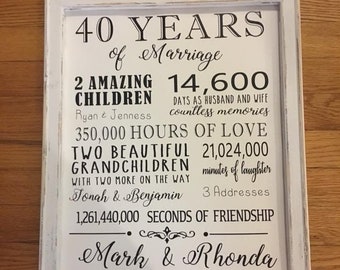 40 YEARS
of Marriage
2 AMAZING
CHILDREN
Ryan & Jenness
14,600
DAYS AS HUSBAND AND WIFE
countless memories
350,000 HOURS OF LOVE
TWO BEAUTIFUL
GRANDCHILDREN
WITH TWO MORE ON THE WAY
Jonah & Benjamin
21,024,000
minutes of laughter
3 Addresses
1,261,440,000 SECONDS OF FRIENDSHIP
Mark & Rhonda